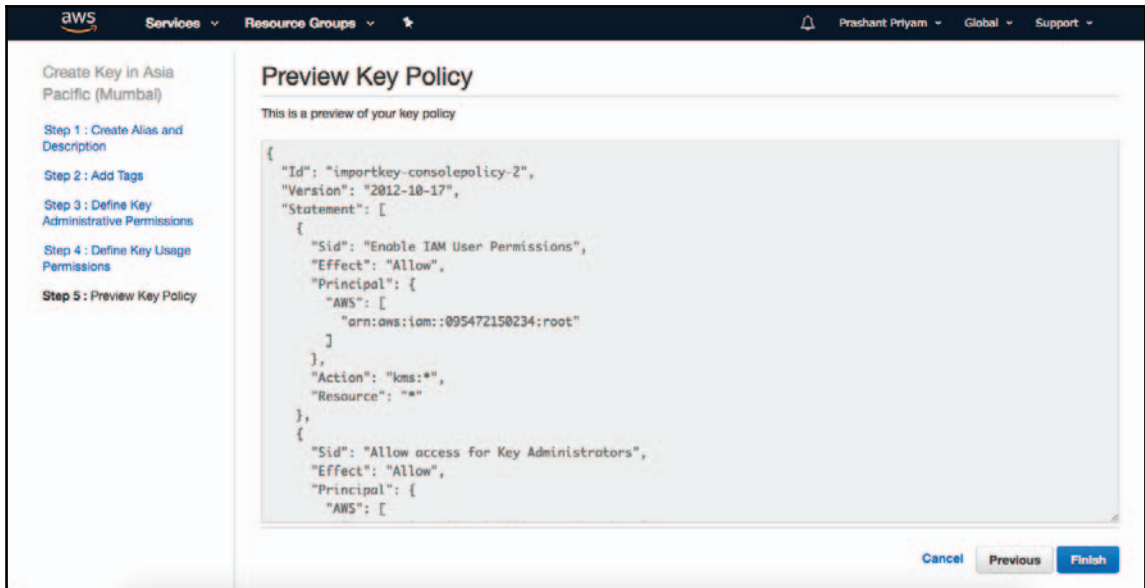 aws Services Resource Groups Prashant Priyam Global Support
Create Key in Asia
Pacific (Mumbai)
Step 1 : Create Alias and
Description
Step 2 : Add Tags
Step 3 : Define Key
Administrative Permissions
Step 4 : Define Key Usage
Permissions
Step 5 : Preview Key Policy
Preview Key Policy
This is a preview of your key policy
{
"Id": "importkey-consolepolicy-2",
"Version": "2012-10-17",
"Statement": [
{
"Sid": "Enable IAM User Permissions",
"Effect": "Allow",
"Principal": {
"AWS": [
"arn:aws:iam::095472150234:root"
]
},
"Action": "kms:*",
"Resource": "*"
},
{
"Sid": "Allow access for Key Administrators",
"Effect": "Allow",
"Principal": {
"AWS": [
Cancel Previous Finish